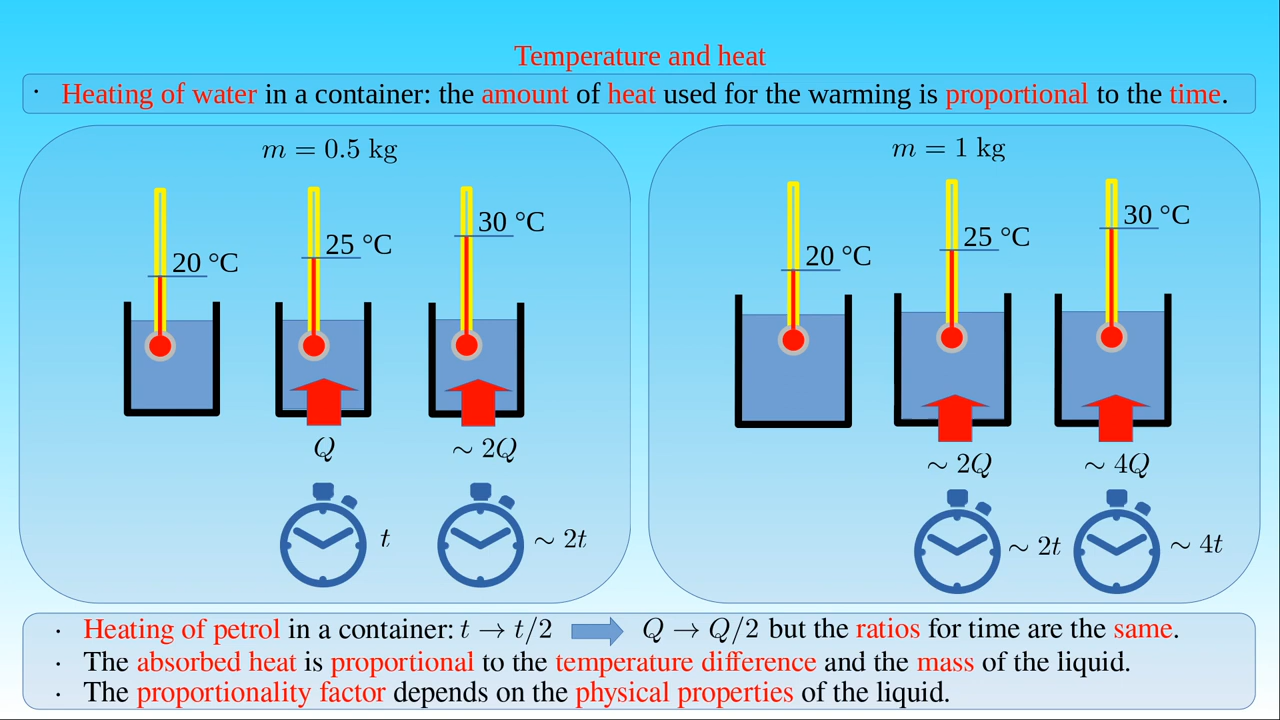 Temperature and heat
· Heating of water in a container: the amount of heat used for the warming is proportional to the time.
m = 0.5 kg
20 °C
25 °C
30 °C
Q
∼ 2Q
t
∼ 2t
m = 1 kg
20 °C
25 °C
30 °C
∼ 2Q
∼ 4Q
∼ 2t
∼ 4t
· Heating of petrol in a container: t → t/2 Q → Q/2 but the ratios for time are the same.
· The absorbed heat is proportional to the temperature difference and the mass of the liquid.
· The proportionality factor depends on the physical properties of the liquid.